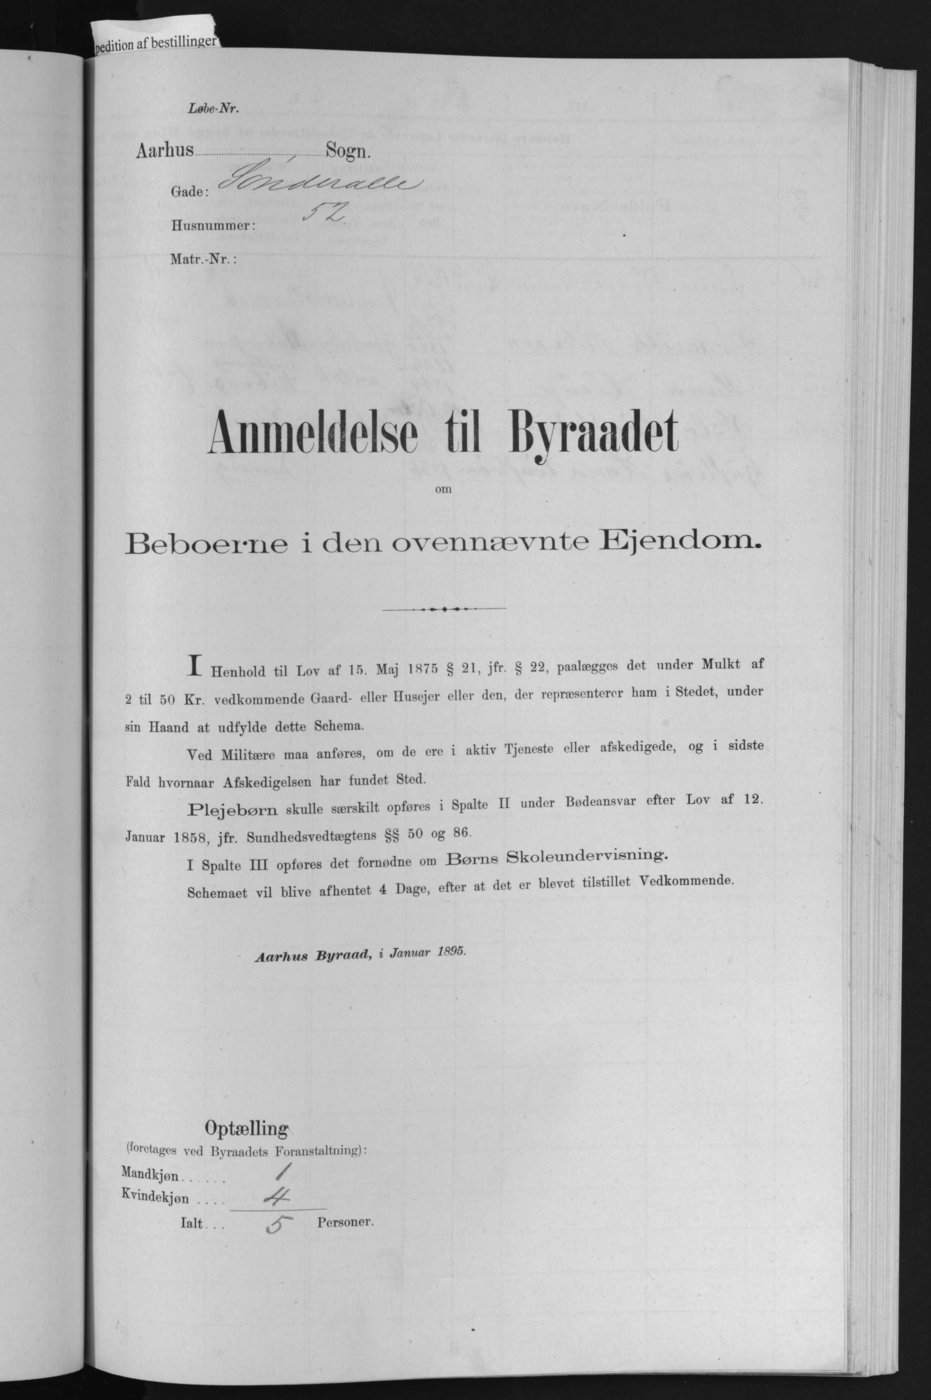 pedition af bestillinger
Løbe-Nr.
Aarhus Sogn.
Gade: Sønderalle
Husnummer: 52
Matr.-Nr.:
Anmeldelse til Byraadet
om
Beboerne i den ovennævnte Ejendom.
I Henhold til Lov af 15. Maj 1875 § 21, jfr. § 22, paalægges det under Mulkt af
2 til 50 Kr. vedkommende Gaard- eller Husejer eller den, der repræsenterer ham i Stedet, under
sin Haand at udfylde dette Schema.
Ved Militære maa anføres, om de ere i aktiv Tjeneste eller afskedigede, og i sidste
Fald hvornaar Afskedigelsen har fundet Sted.
Plejebørn skulle særskilt opføres i Spalte II under Bødeansvar efter Lov af 12.
Januar 1858, jfr. Sundhedsvedtægtens §§ 50 og 86.
I Spalte III opføres det fornødne om Børns Skoleundervisning.
Schemaet vil blive afhentet 4 Dage, efter at det er blevet tilstillet Vedkommende.
Aarhus Byraad, i Januar 1895.
Optælling
(foretages ved Byraadets Foranstaltning):
Mandkjøn...... 1
Kvindekjøn .... 4
Ialt... 5 Personer.